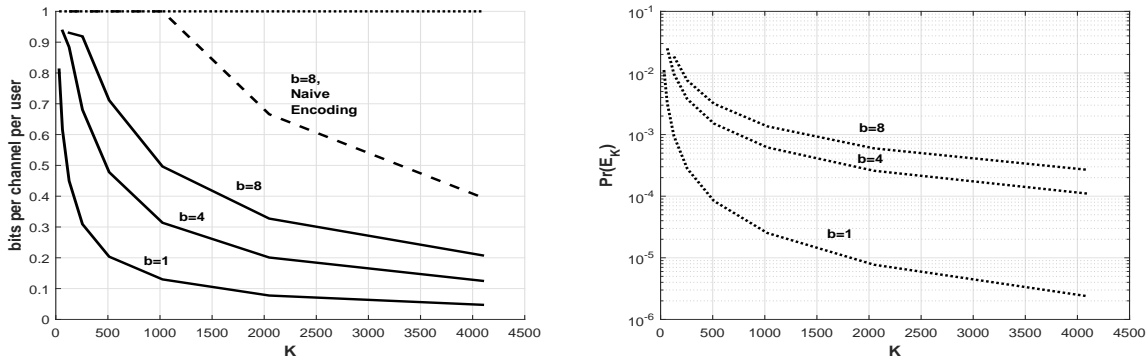 bits per channel per user
1
0.9
0.8
0.7
0.6
0.5
0.4
0.3
0.2
0.1
0
b=8,
Naive
Encoding
b=8
b=4
b=1
0 500 1000 1500 2000 2500 3000 3500 4000 4500
K
Pr(E_K)
10^-1
10^-2
10^-3
10^-4
10^-5
10^-6
b=8
b=4
b=1
0 500 1000 1500 2000 2500 3000 3500 4000 4500
K